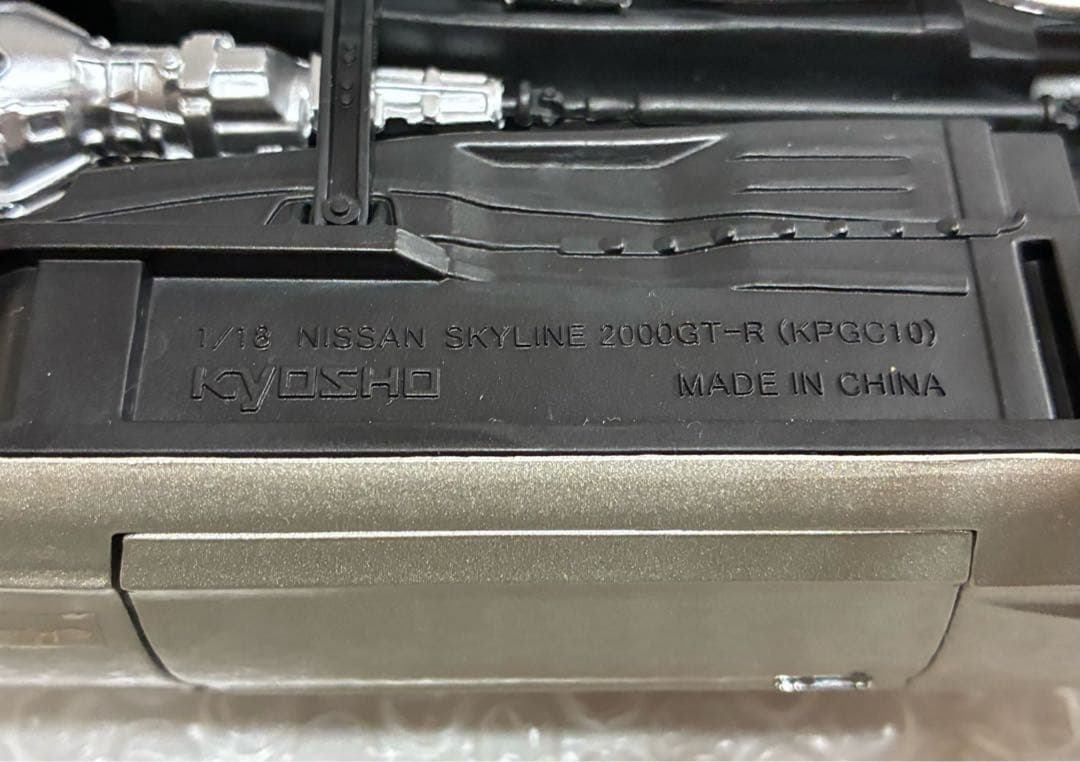 1/18 NISSAN SKYLINE 2000GT-R (KPGC10)
KYOSHO MADE IN CHINA